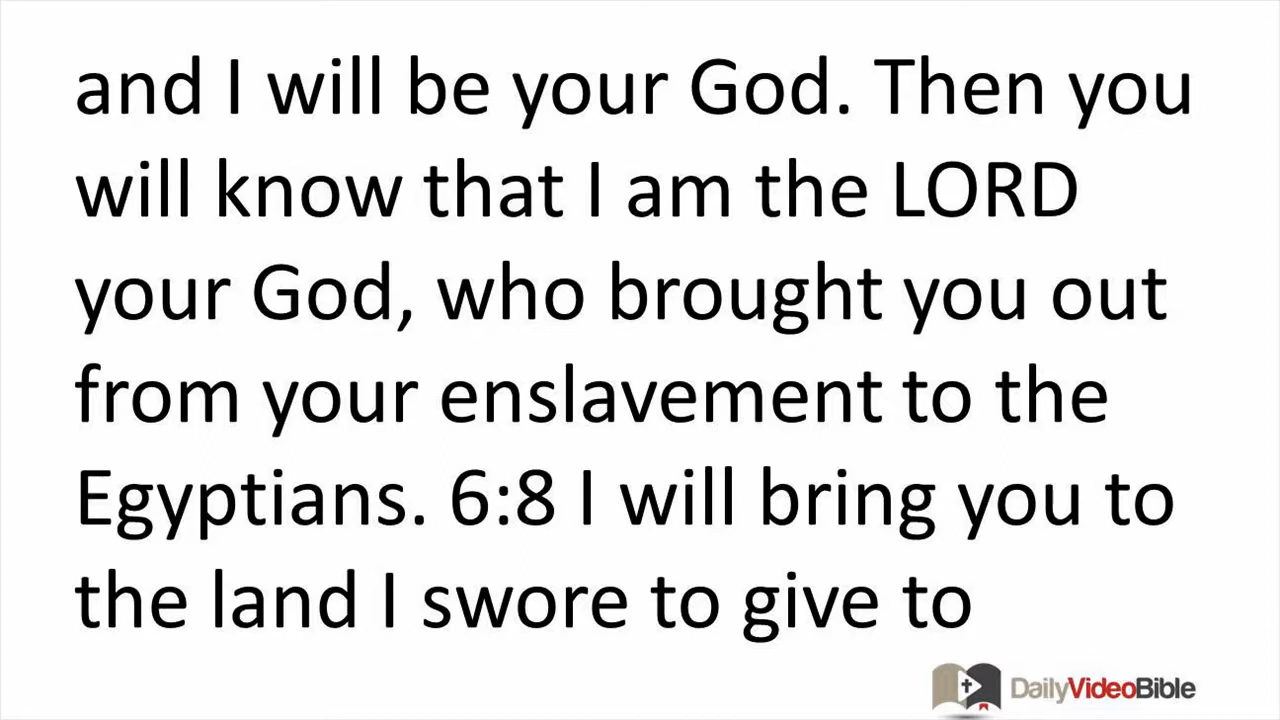 and I will be your God. Then you
will know that I am the LORD
your God, who brought you out
from your enslavement to the
Egyptians. 6:8 I will bring you to
the land I swore to give to
DailyVideoBible